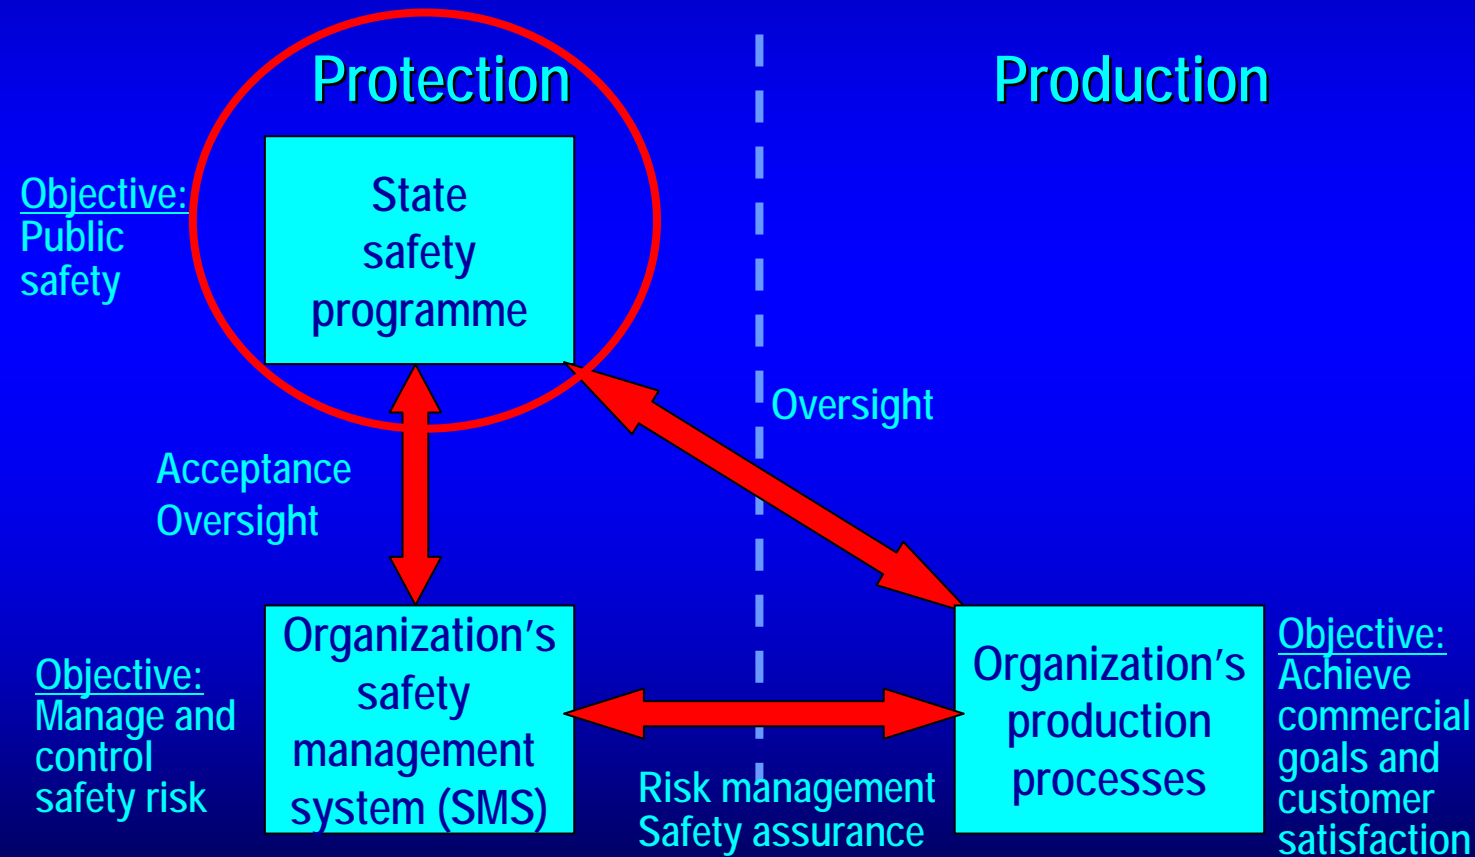 Protection
Production
Objective:
Public
safety
State
safety
programme
Oversight
Acceptance
Oversight
Objective:
Manage and
control
safety risk
Organization's
safety
management
system (SMS)
Risk management
Safety assurance
Organization's
production
processes
Objective:
Achieve
commercial
goals and
customer
satisfaction